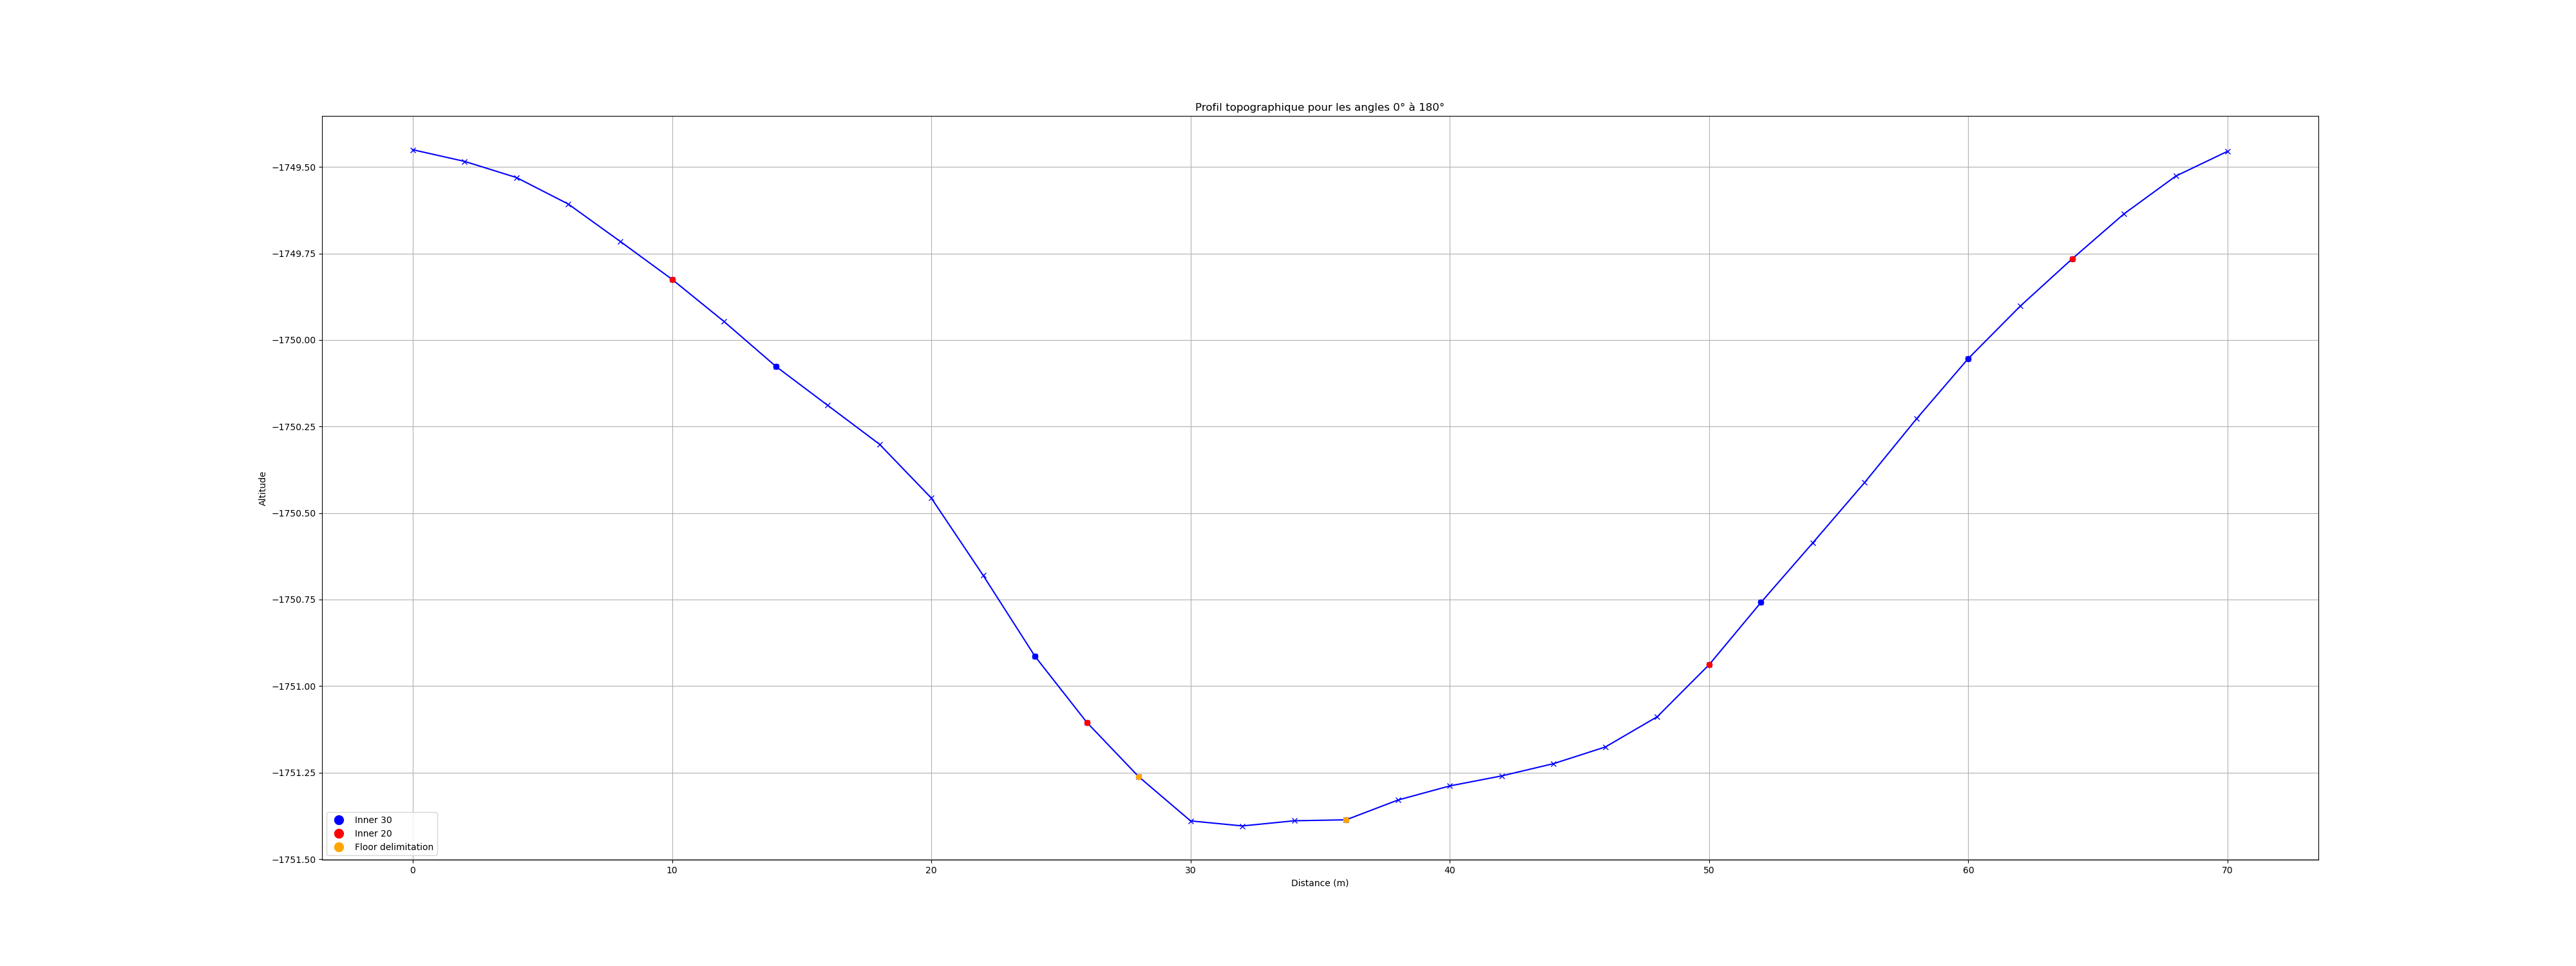 Profil topographique pour les angles 0° à 180°
−1749.50
−1749.75
−1750.00
−1750.25
−1750.50
−1750.75
−1751.00
−1751.25
−1751.50
Altitude
Inner 30
Inner 20
Floor delimitation
0 10 20 30 40 50 60 70
Distance (m)